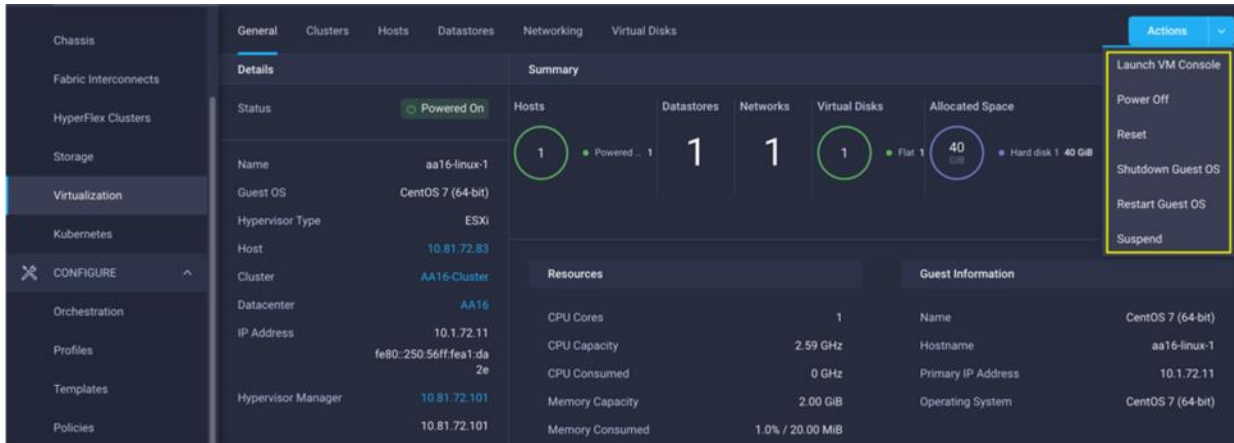 Chassis
Fabric Interconnects
HyperFlex Clusters
Storage
Virtualization
Kubernetes
CONFIGURE
Orchestration
Profiles
Templates
Policies
General Clusters Hosts Datastores Networking Virtual Disks
Actions
Launch VM Console
Power Off
Reset
Shutdown Guest OS
Restart Guest OS
Suspend
Details
Status Powered On
Name aa16-linux-1
Guest OS CentOS 7 (64-bit)
Hypervisor Type ESXi
Host 10.81.72.83
Cluster AA16-Cluster
Datacenter AA16
IP Address 10.1.72.11
fe80::250:56ff:fea1:da
2e
Hypervisor Manager 10.81.72.101
10.81.72.101
Summary
Hosts Datastores Networks Virtual Disks Allocated Space
1 Powered ... 1 1 1 1 Flat 1 40 GiB Hard disk 1 40 GiB
Resources
CPU Cores 1
CPU Capacity 2.59 GHz
CPU Consumed 0 GHz
Memory Capacity 2.00 GiB
Memory Consumed 1.0% / 20.00 MiB
Guest Information
Name CentOS 7 (64-bit)
Hostname aa16-linux-1
Primary IP Address 10.1.72.11
Operating System CentOS 7 (64-bit)